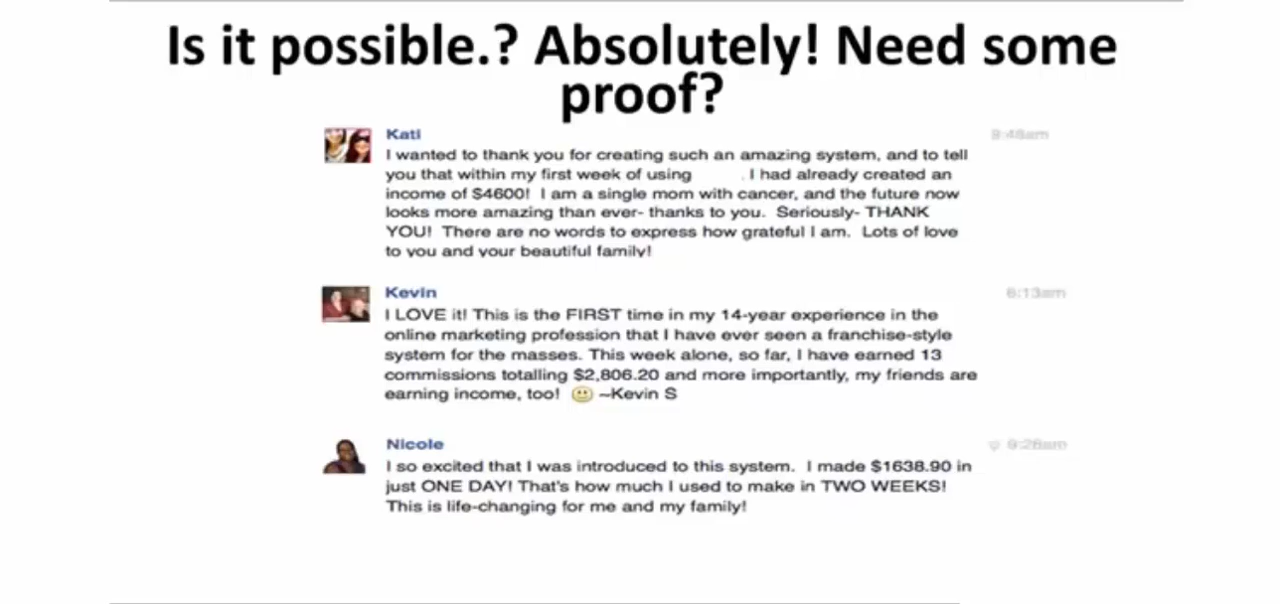 Is it possible.? Absolutely! Need some
proof?
Kati
I wanted to thank you for creating such an amazing system, and to tell
you that within my first week of using . I had already created an
income of $4600! I am a single mom with cancer, and the future now
looks more amazing than ever- thanks to you. Seriously- THANK
YOU! There are no words to express how grateful I am. Lots of love
to you and your beautiful family!
Kevin
I LOVE it! This is the FIRST time in my 14-year experience in the
online marketing profession that I have ever seen a franchise-style
system for the masses. This week alone, so far, I have earned 13
commissions totalling $2,806.20 and more importantly, my friends are
earning income, too! ~Kevin S
Nicole
I so excited that I was introduced to this system. I made $1638.90 in
just ONE DAY! That's how much I used to make in TWO WEEKS!
This is life-changing for me and my family!